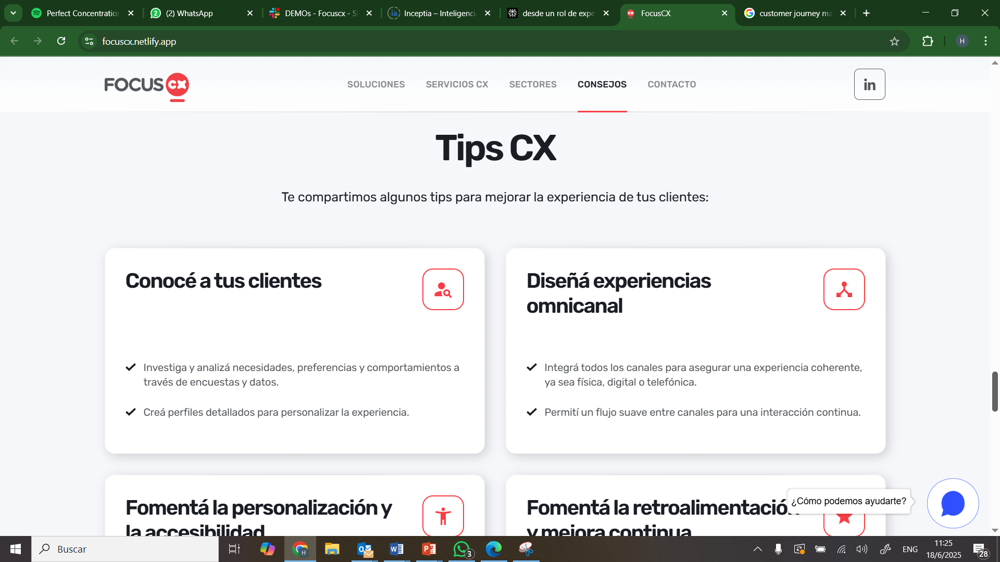 Perfect Concentration
(2) WhatsApp
DEMOs - Focuscx - Sl
Inceptia – Inteligenci
desde un rol de expe
FocusCX
customer journey ma
focuscx.netlify.app
H
FOCUS CX
SOLUCIONES
SERVICIOS CX
SECTORES
CONSEJOS
CONTACTO
in
Tips CX
Te compartimos algunos tips para mejorar la experiencia de tus clientes:
Conocé a tus clientes
Investiga y analizá necesidades, preferencias y comportamientos a
través de encuestas y datos.
Creá perfiles detallados para personalizar la experiencia.
Diseñá experiencias
omnicanal
Integrá todos los canales para asegurar una experiencia coherente,
ya sea física, digital o telefónica.
Permití un flujo suave entre canales para una interacción continua.
Fomentá la personalización y
la accesibilidad
Fomentá la retroalimentación
y mejora continua
¿Cómo podemos ayudarte?
Buscar
3
ENG
11:25
18/6/2025
28